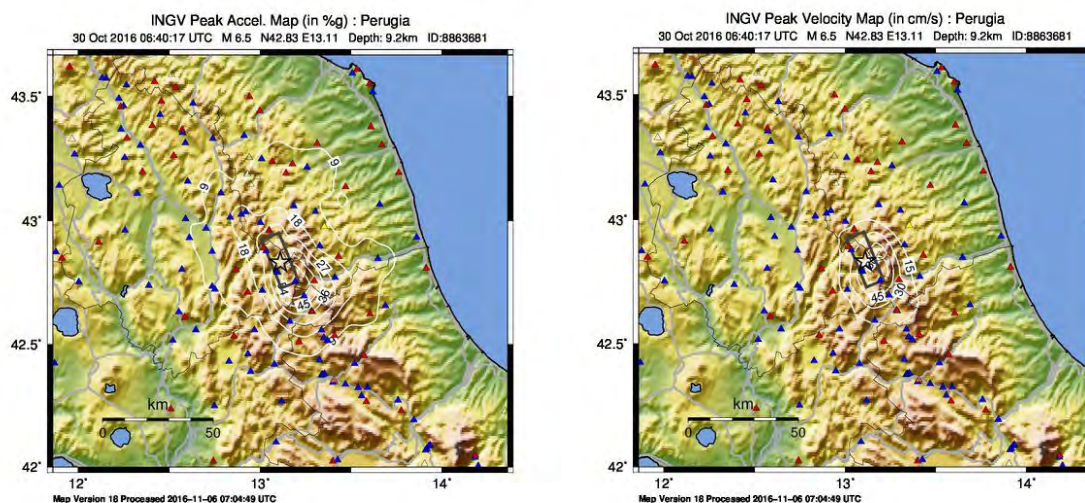 INGV Peak Accel. Map (in %g) : Perugia
30 Oct 2016 06:40:17 UTC M 6.5 N42.83 E13.11 Depth: 9.2km ID:8863681
43.5˚
43˚
42.5˚
42˚
9
9
18
18
27
36
45
54
km
0 50
12˚ 13˚ 14˚
Map Version 18 Processed 2016-11-06 07:04:49 UTC
INGV Peak Velocity Map (in cm/s) : Perugia
30 Oct 2016 06:40:17 UTC M 6.5 N42.83 E13.11 Depth: 9.2km ID:8863681
43.5˚
43˚
42.5˚
42˚
15
30
45
km
0 50
12˚ 13˚ 14˚
Map Version 18 Processed 2016-11-06 07:04:49 UTC